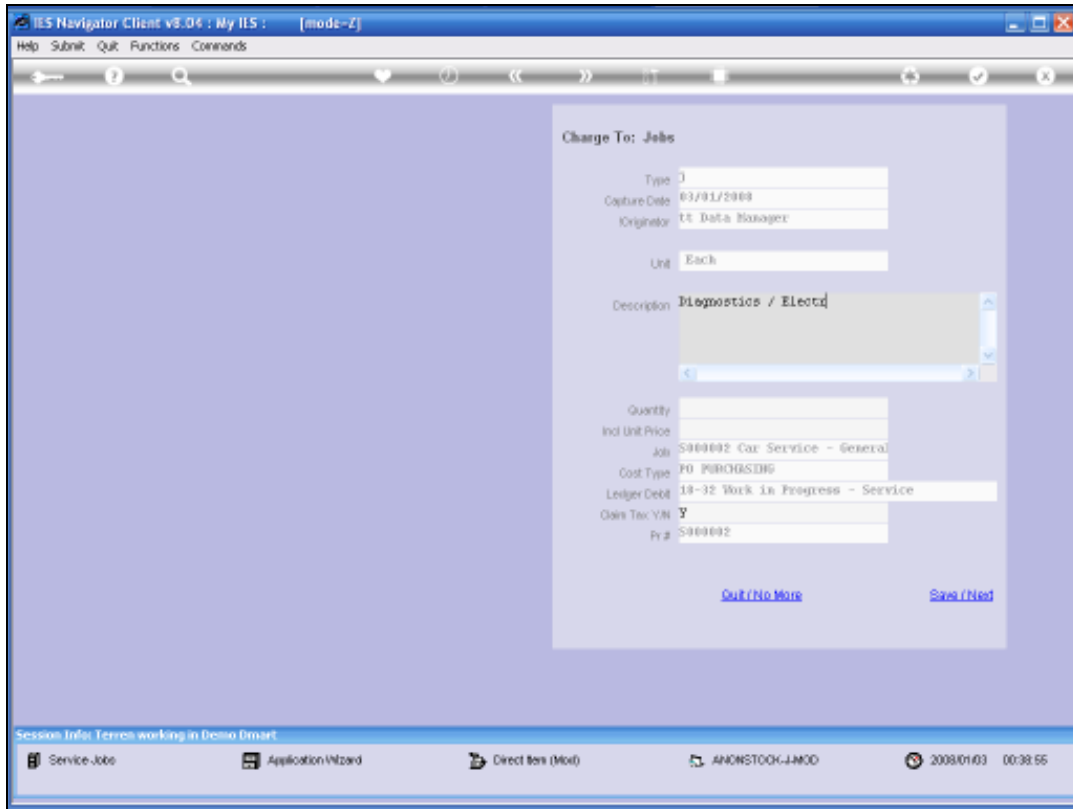 IES Navigator Client v8.04 : My IES : [mode=Z]
Help Submit Quit Functions Commands
Charge To: Jobs
Type J
Capture Date 03/01/2008
!Originator tt Data Manager
Unit Each
Description Diagnostics / Electr
Quantity
Incl Unit Price
Job S000002 Car Service - General
Cost Type PO PURCHASING
Ledger Debit 18-32 Work in Progress - Service
Claim Tax Y/N Y
Pr # S000002
Quit / No More Save / Next
Session Info: Terren working in Demo Dmart
Service Jobs Application Wizard Direct Item (Mod) ANONSTOCK-J-MOD 2008/01/03 00:38:55